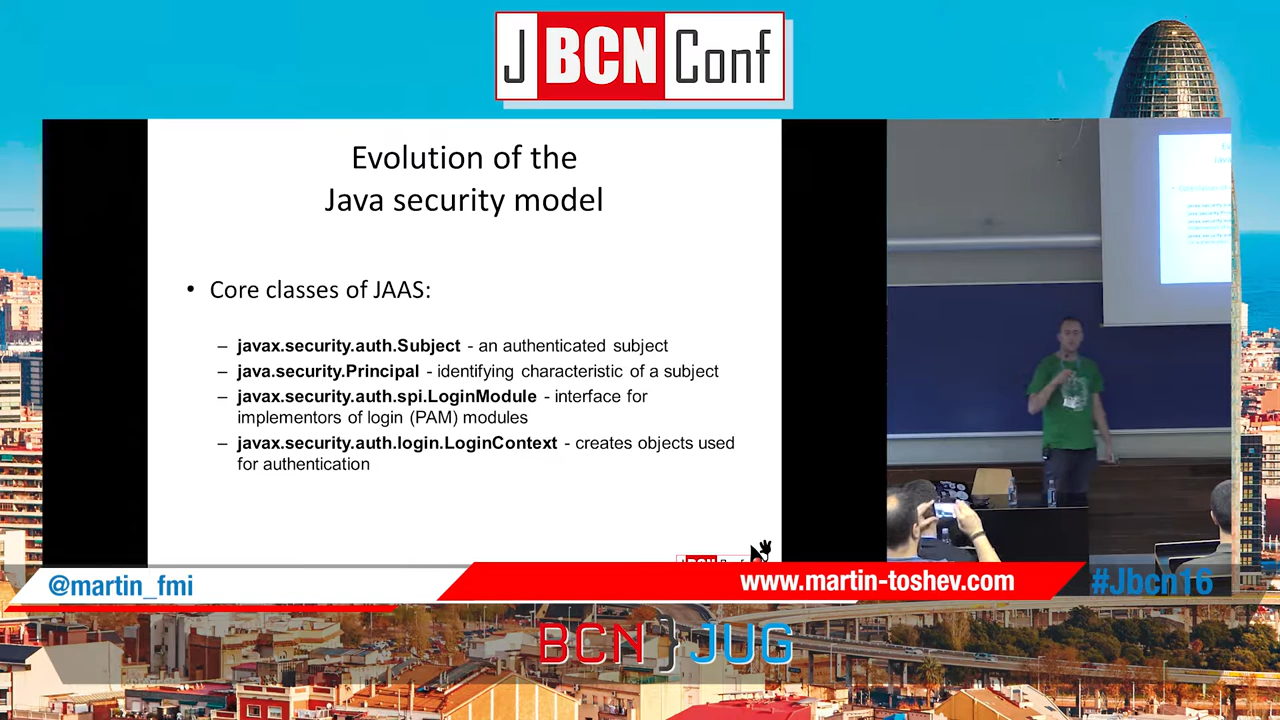 J BCN Conf
Evolution of the
Java security model
• Core classes of JAAS:
– javax.security.auth.Subject - an authenticated subject
– java.security.Principal - identifying characteristic of a subject
– javax.security.auth.spi.LoginModule - interface for
implementors of login (PAM) modules
– javax.security.auth.login.LoginContext - creates objects used
for authentication
@martin_fmi
www.martin-toshev.com
#Jbcn16
BCN JUG